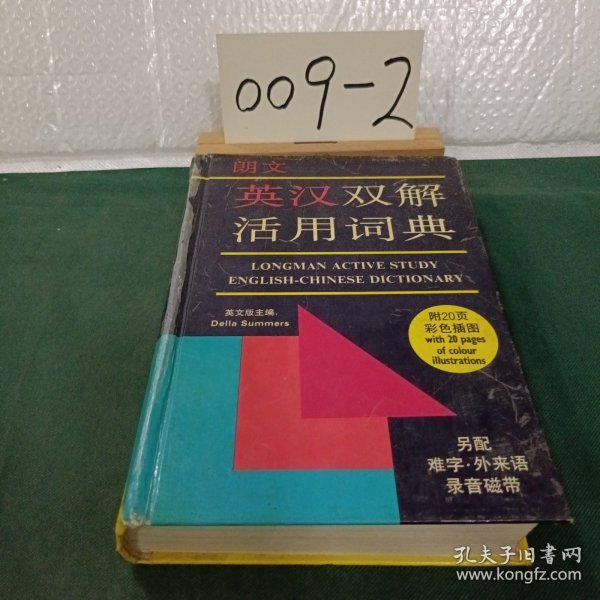 009-2
朗文
英汉双解
活用词典
LONGMAN ACTIVE STUDY
ENGLISH-CHINESE DICTIONARY
英文版主编,
Della Summers
附20页
彩色插图
with 20 pages
of colour
illustrations
另配
难字·外来语
录音磁带
孔夫子旧书网
www.kongfz.com